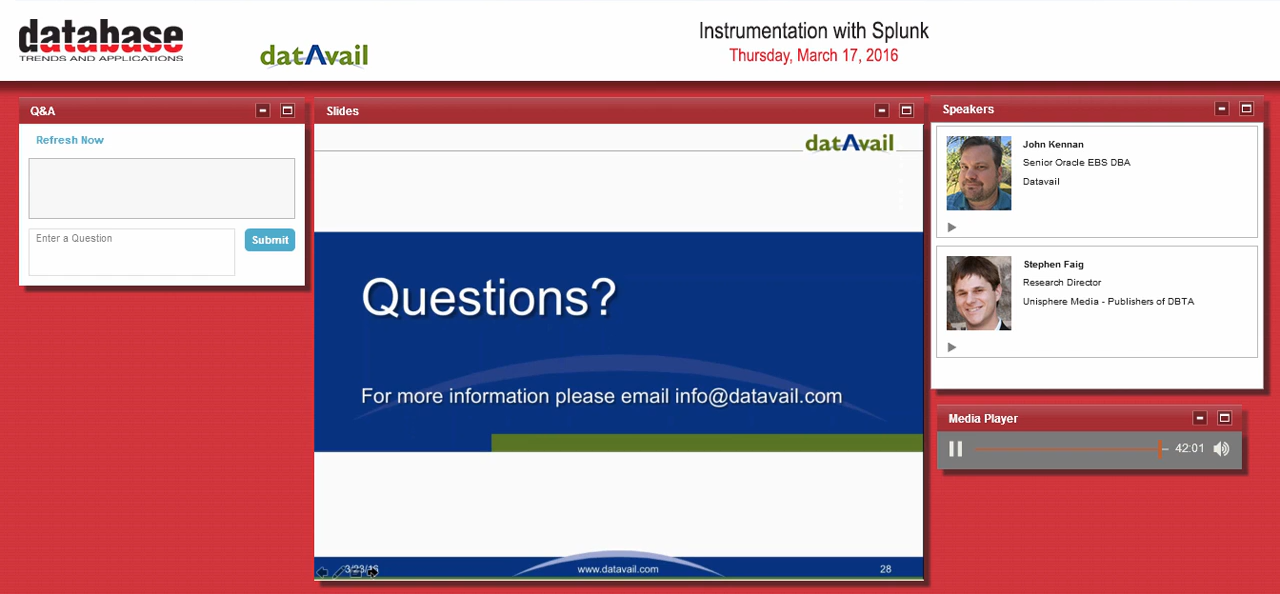 database
TRENDS AND APPLICATIONS
datAvail
Instrumentation with Splunk
Thursday, March 17, 2016
Q&A
Refresh Now
Enter a Question
Submit
Slides
datAvail
Questions?
For more information please email info@datavail.com
www.datavail.com
28
Speakers
John Kennan
Senior Oracle EBS DBA
Datavail
Stephen Faig
Research Director
Unisphere Media - Publishers of DBTA
Media Player
42:01